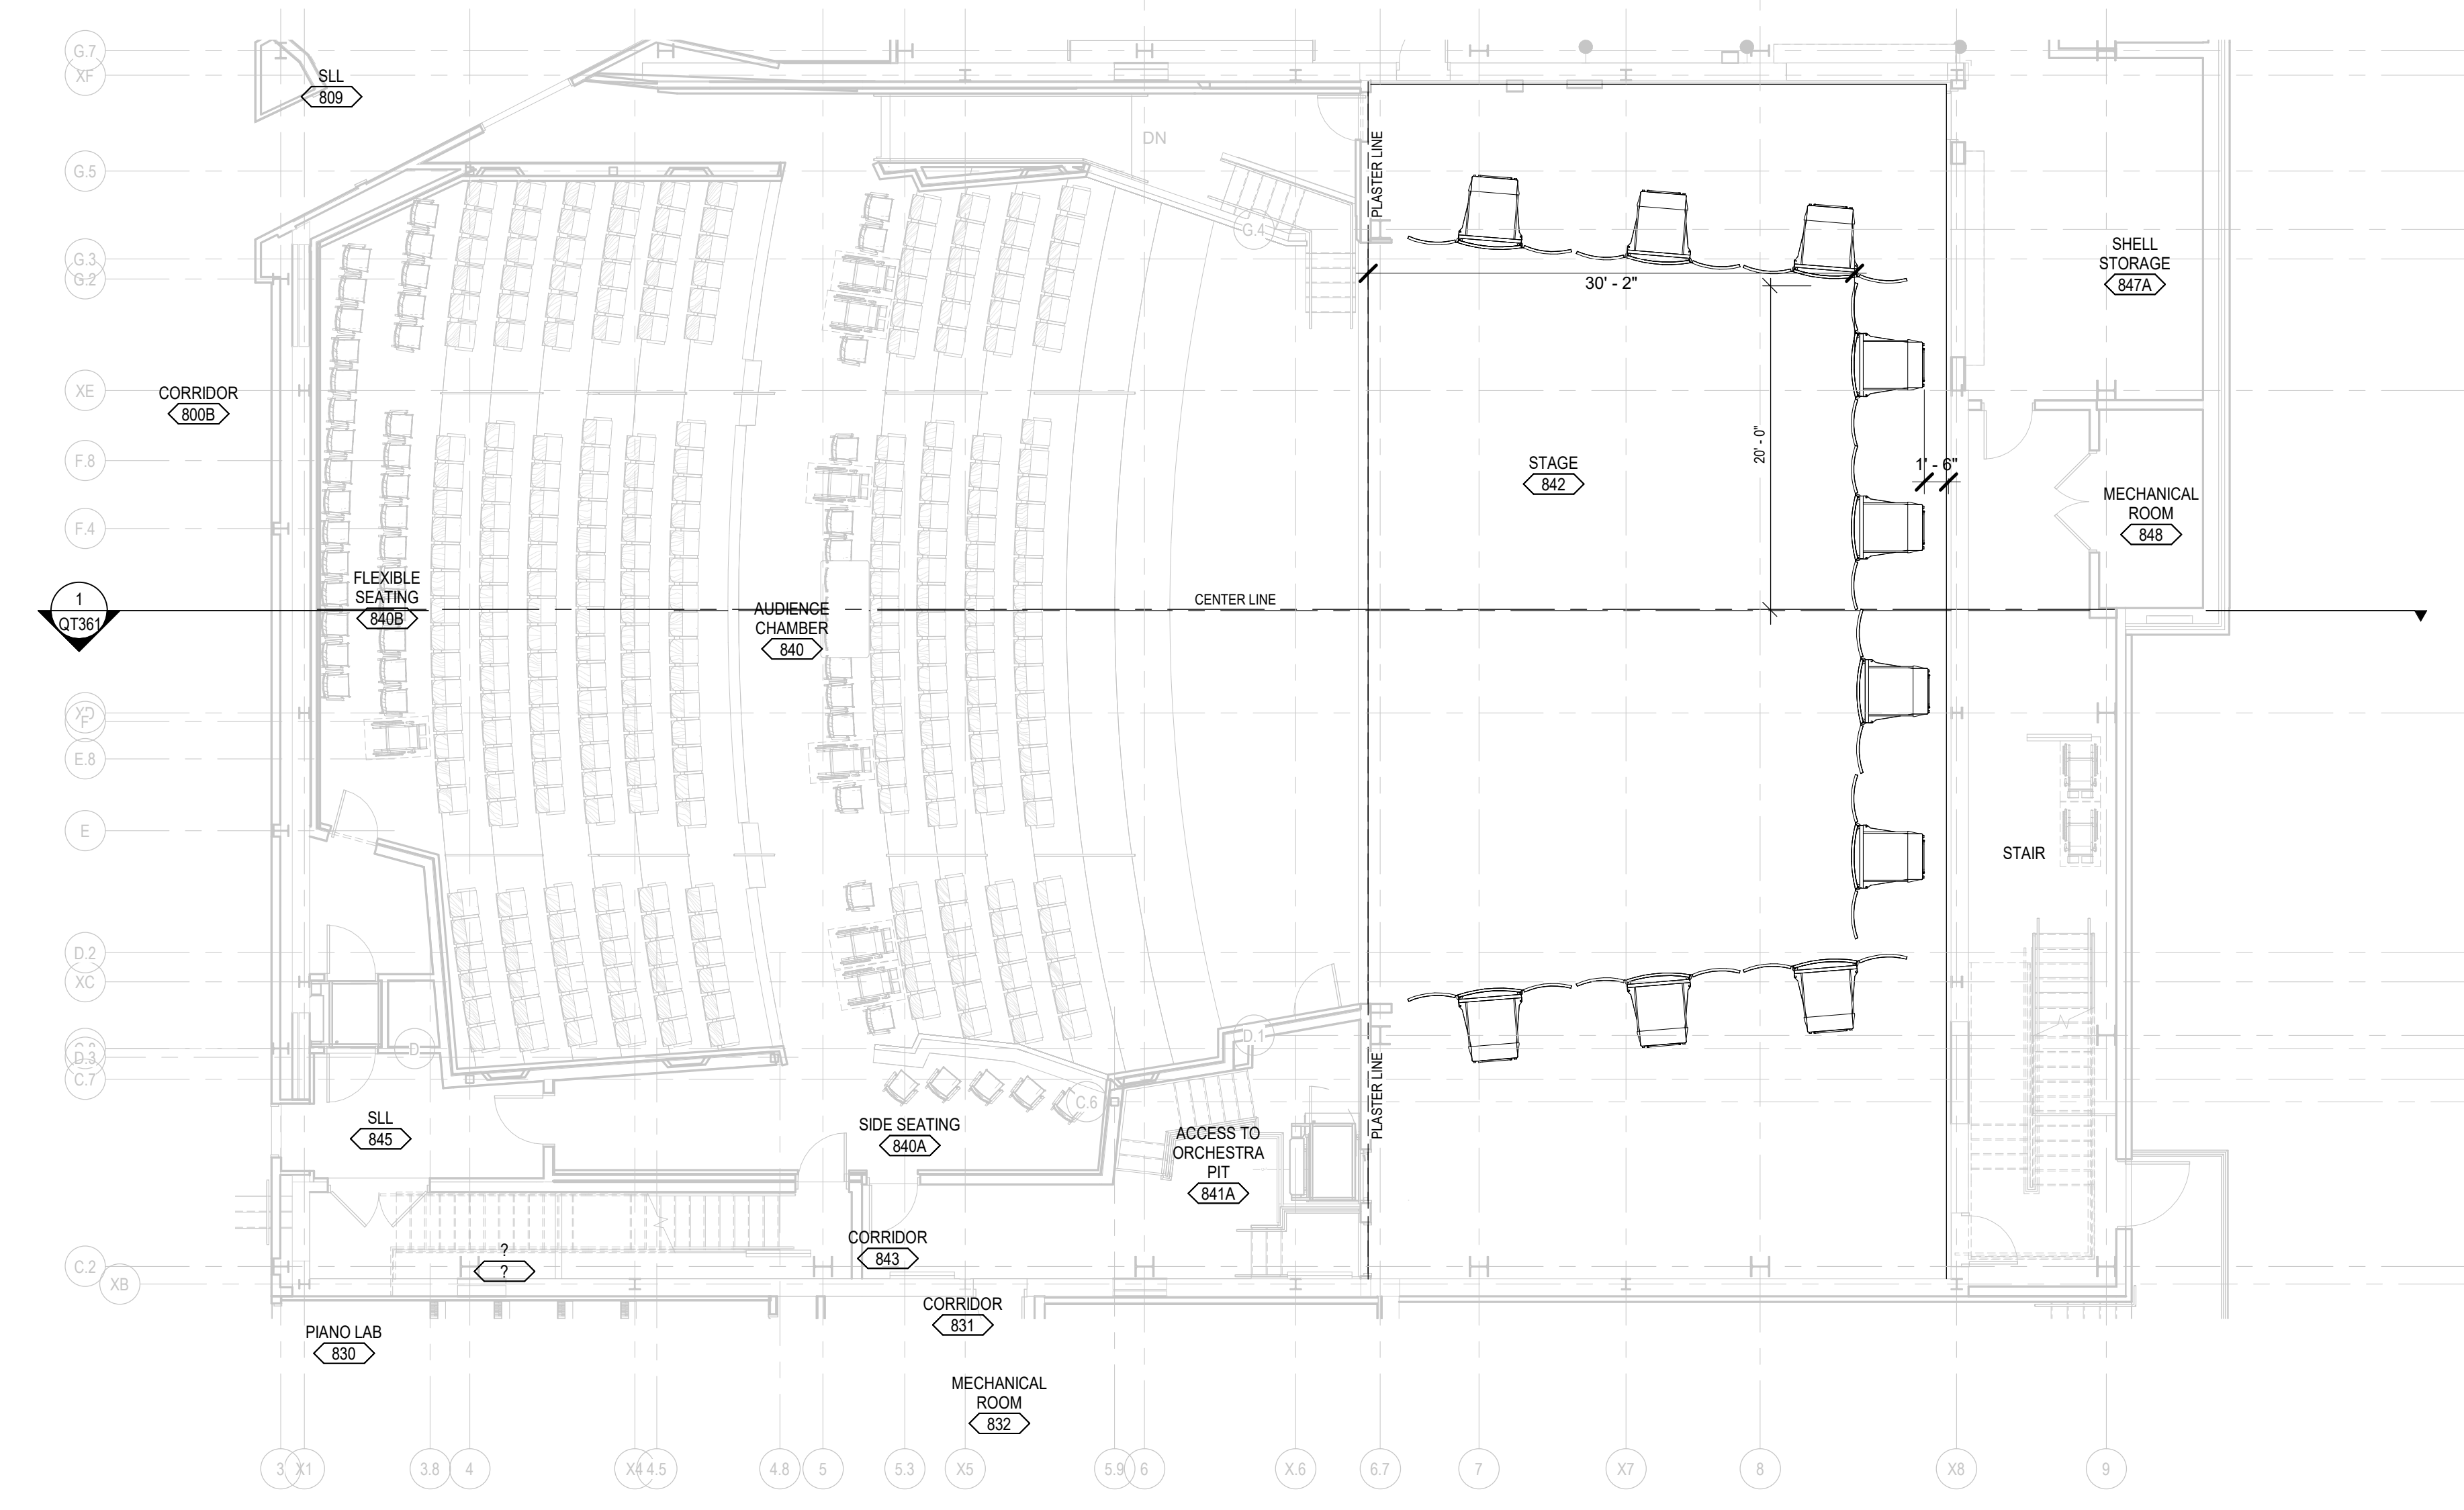 G.7
XF
SLL
809
DN
PLASTER LINE
G.5
G.4
G.3
G.2
SHELL
STORAGE
847A
30' - 2"
XE
CORRIDOR
800B
F.8
20' - 0"
STAGE
842
1' - 6"
MECHANICAL
ROOM
848
F.4
FLEXIBLE
SEATING
840B
1
QT361
CENTER LINE
AUDIENCE
CHAMBER
840
XD
F
E.8
E
STAIR
D.2
XC
D.1
D
D.3
C.7
C.6
PLASTER LINE
SLL
845
SIDE SEATING
840A
ACCESS TO
ORCHESTRA
PIT
841A
CORRIDOR
843
?
?
C.2
XB
CORRIDOR
831
PIANO LAB
830
MECHANICAL
ROOM
832
3 X1 3.8 4 X4 4.5 4.8 5 5.3 X5 5.9 6 X.6 6.7 7 X7 8 X8 9